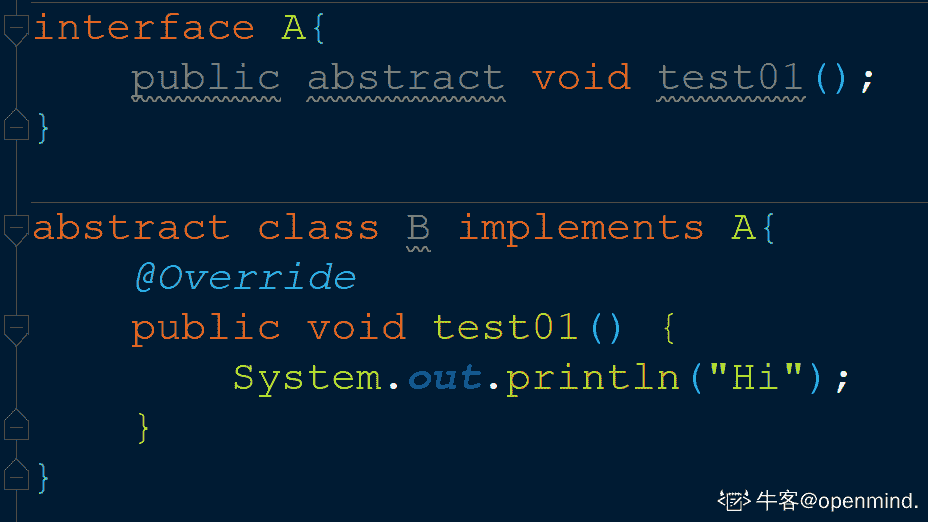 interface A{
    public abstract void test01();
}
abstract class B implements A{
    @Override
    public void test01() {
        System.out.println("Hi");
    }
}
牛客@openmind.